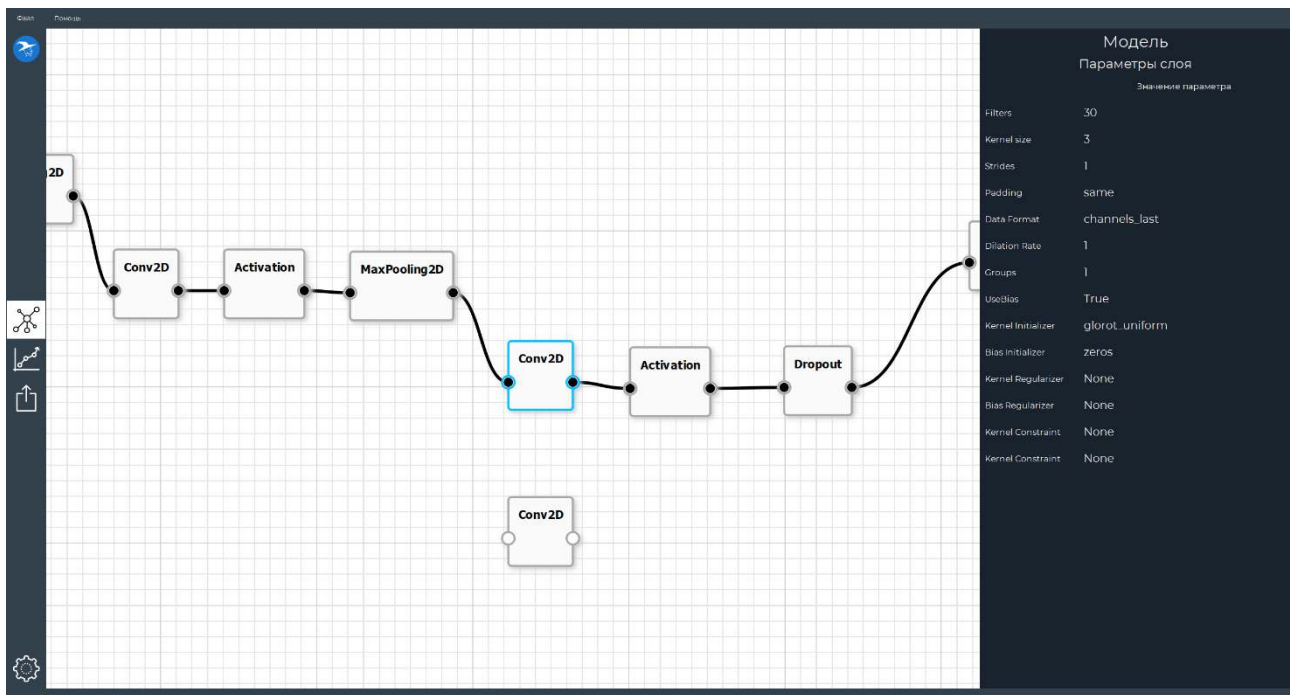 Файл Помощь
Модель
Параметры слоя
Значение параметра
Filters 30
Kernel size 3
Strides 1
Padding same
Data Format channels_last
Dilation Rate 1
Groups 1
UseBias True
Kernel Initializer glorot_uniform
Bias Initializer zeros
Kernel Regularizer None
Bias Regularizer None
Kernel Constraint None
Kernel Constraint None
g2D
Conv2D Activation MaxPooling2D
Conv2D Activation Dropout
Conv2D